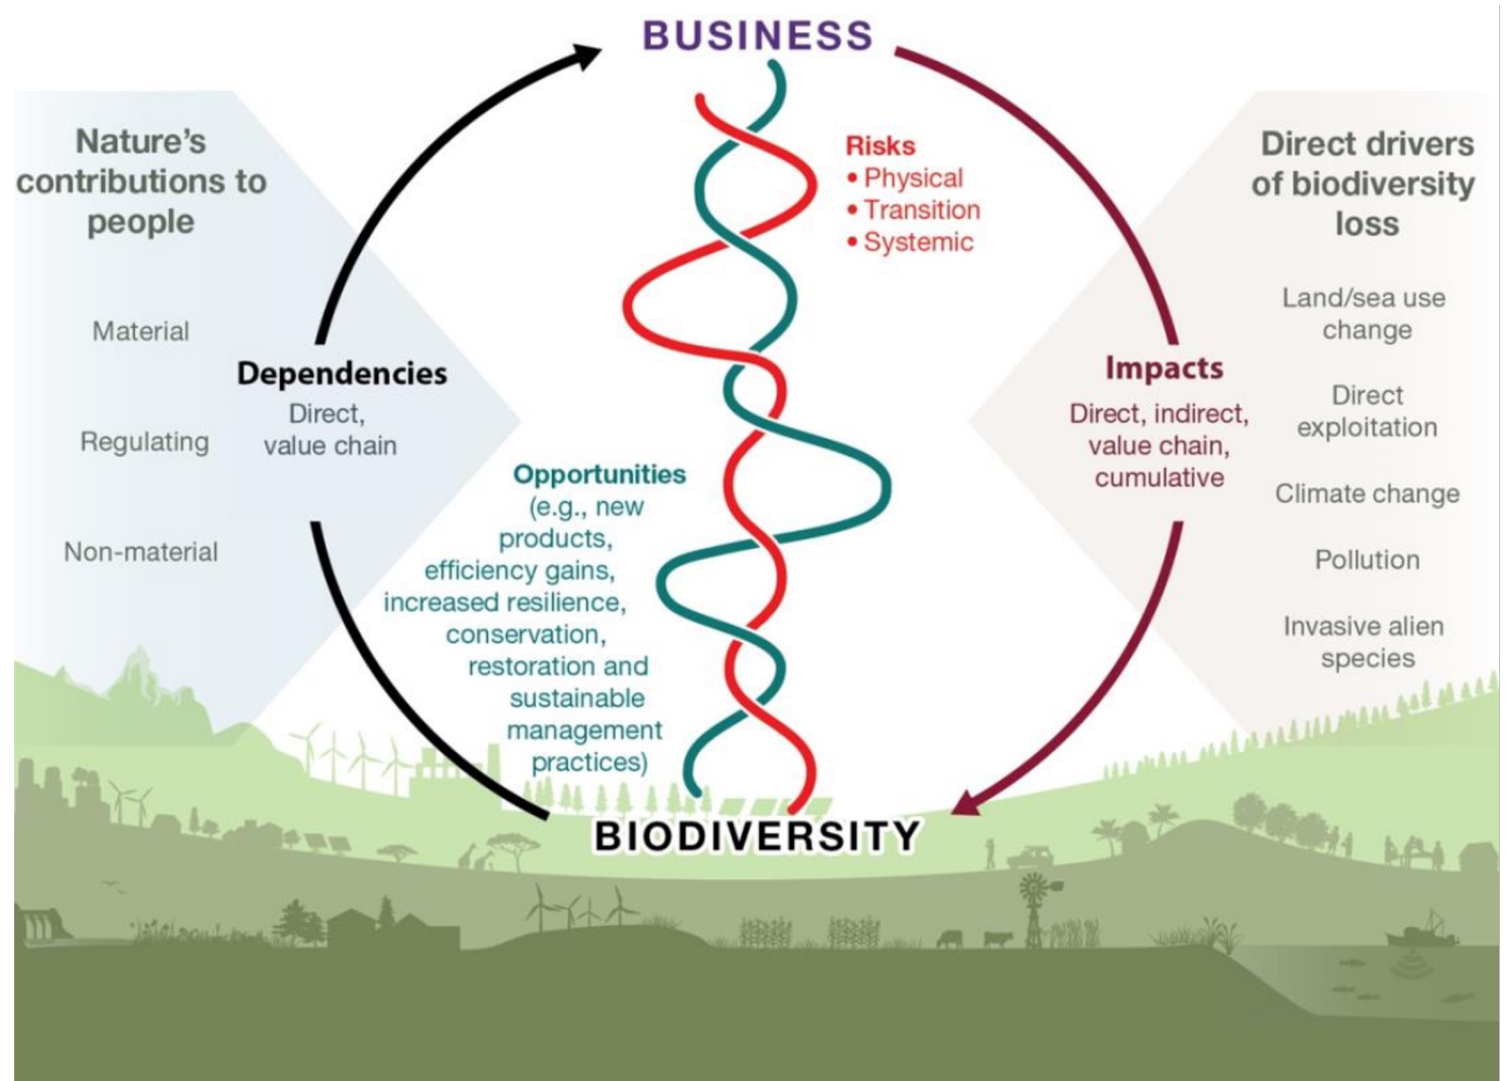 BUSINESS
Nature's
contributions to
people
Material
Regulating
Non-material
Dependencies
Direct,
value chain
Risks
• Physical
• Transition
• Systemic
Opportunities
(e.g., new
products,
efficiency gains,
increased resilience,
conservation,
restoration and
sustainable
management
practices)
Impacts
Direct, indirect,
value chain,
cumulative
Direct drivers
of biodiversity
loss
Land/sea use
change
Direct
exploitation
Climate change
Pollution
Invasive alien
species
BIODIVERSITY